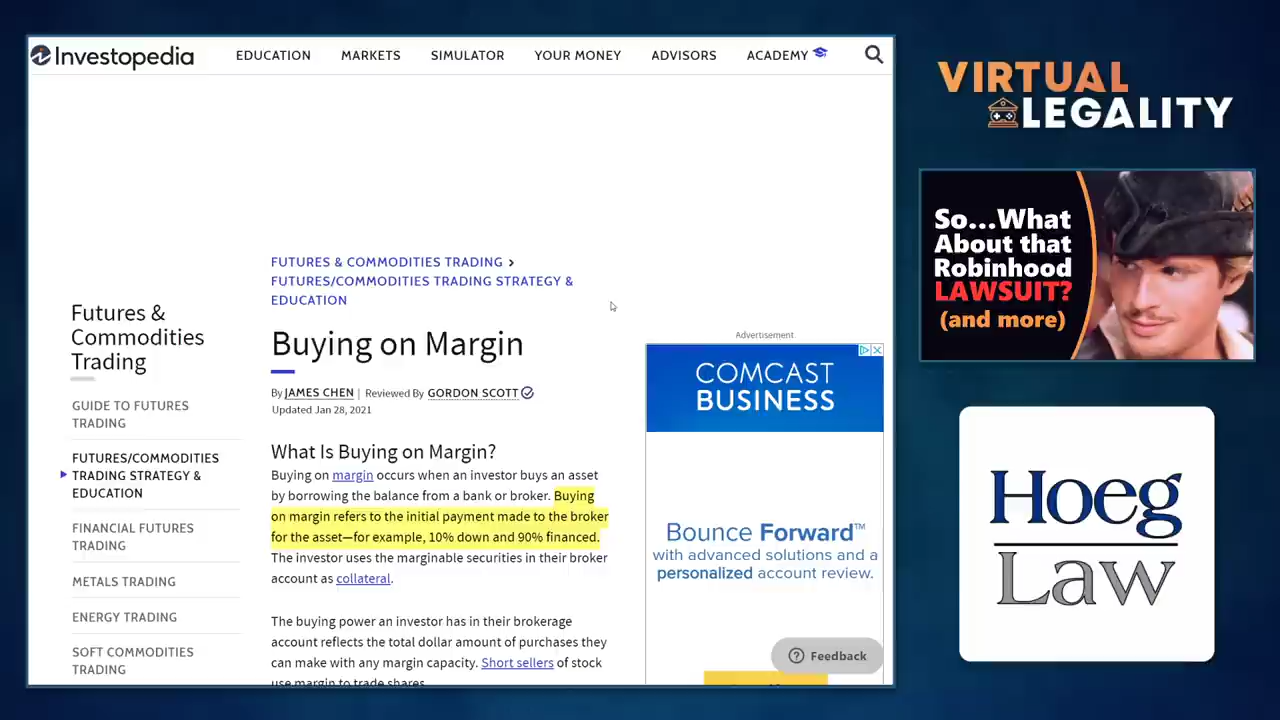 Investopedia
EDUCATION
MARKETS
SIMULATOR
YOUR MONEY
ADVISORS
ACADEMY
FUTURES & COMMODITIES TRADING >
FUTURES/COMMODITIES TRADING STRATEGY &
EDUCATION
Futures &
Commodities
Trading
GUIDE TO FUTURES
TRADING
FUTURES/COMMODITIES
TRADING STRATEGY &
EDUCATION
FINANCIAL FUTURES
TRADING
METALS TRADING
ENERGY TRADING
SOFT COMMODITIES
TRADING
Buying on Margin
By JAMES CHEN | Reviewed By GORDON SCOTT
Updated Jan 28, 2021
What Is Buying on Margin?
Buying on margin occurs when an investor buys an asset
by borrowing the balance from a bank or broker. Buying
on margin refers to the initial payment made to the broker
for the asset—for example, 10% down and 90% financed.
The investor uses the marginable securities in their broker
account as collateral.
The buying power an investor has in their brokerage
account reflects the total dollar amount of purchases they
can make with any margin capacity. Short sellers of stock
use margin to trade shares.
Advertisement
COMCAST
BUSINESS
Bounce Forward™
with advanced solutions and a
personalized account review.
Feedback
VIRTUAL
LEGALITY
So...What
About that
Robinhood
LAWSUIT?
(and more)
Hoeg
Law